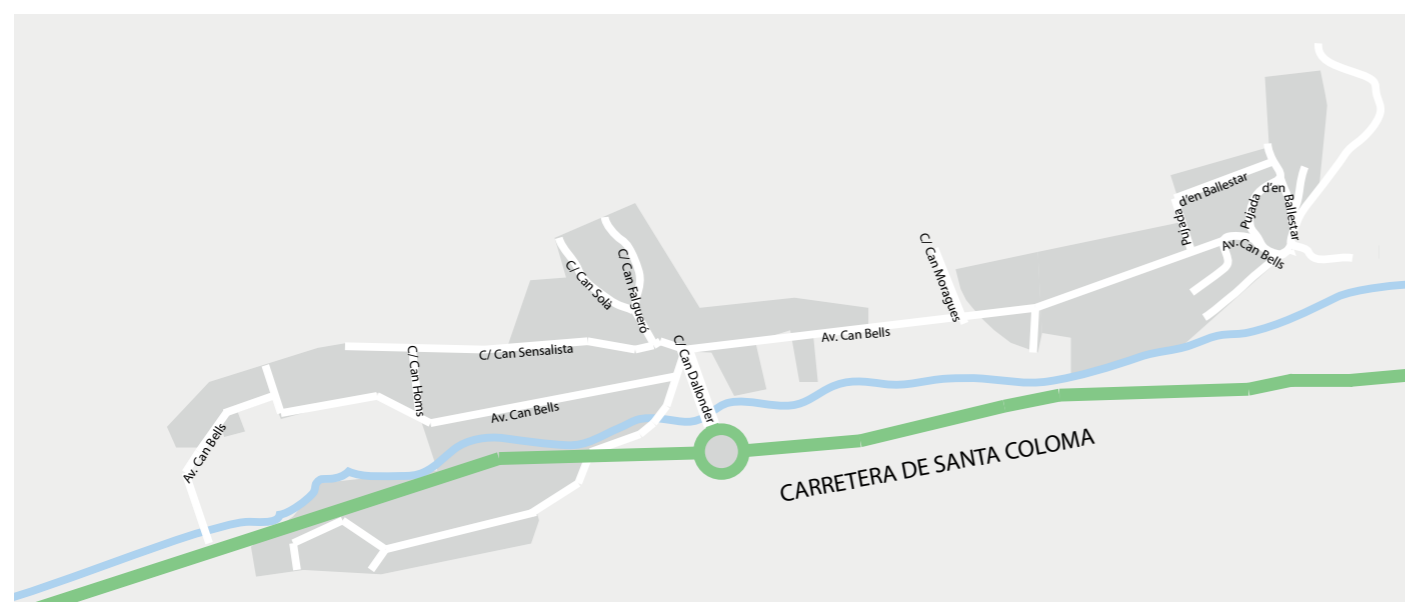 d'en Ballestar
Pujada
Pujada
d'en
Ballestar
Av. Can Bells
C/ Can Moragues
C/ Can Solà
C/ Can Falgueró
Av. Can Bells
C/ Can Sensalista
C/ Can Homs
C/ Can Dallonder
Av. Can Bells
Av. Can Bells
CARRETERA DE SANTA COLOMA